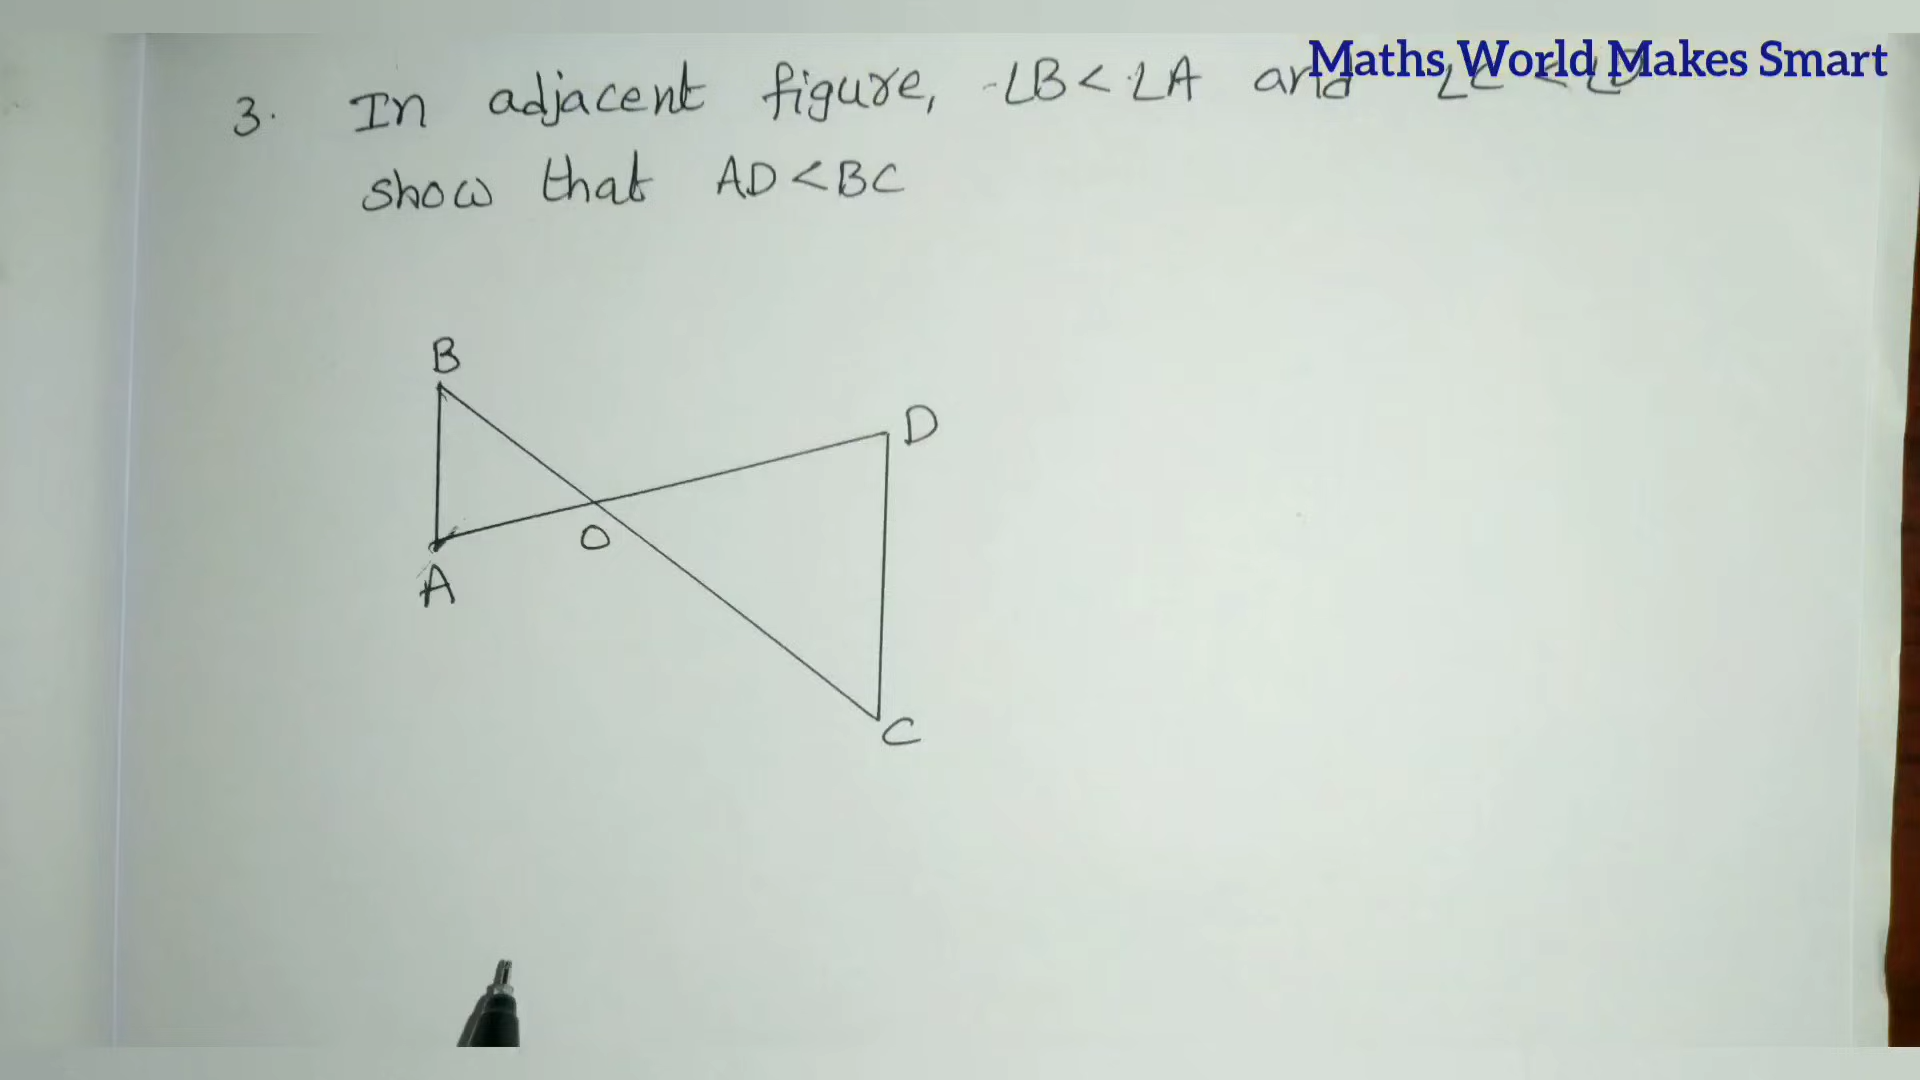 Maths World Makes Smart
3. In adjacent figure, ∠B < ∠A and ∠C < ∠D
show that AD < BC
B
D
O
A
C